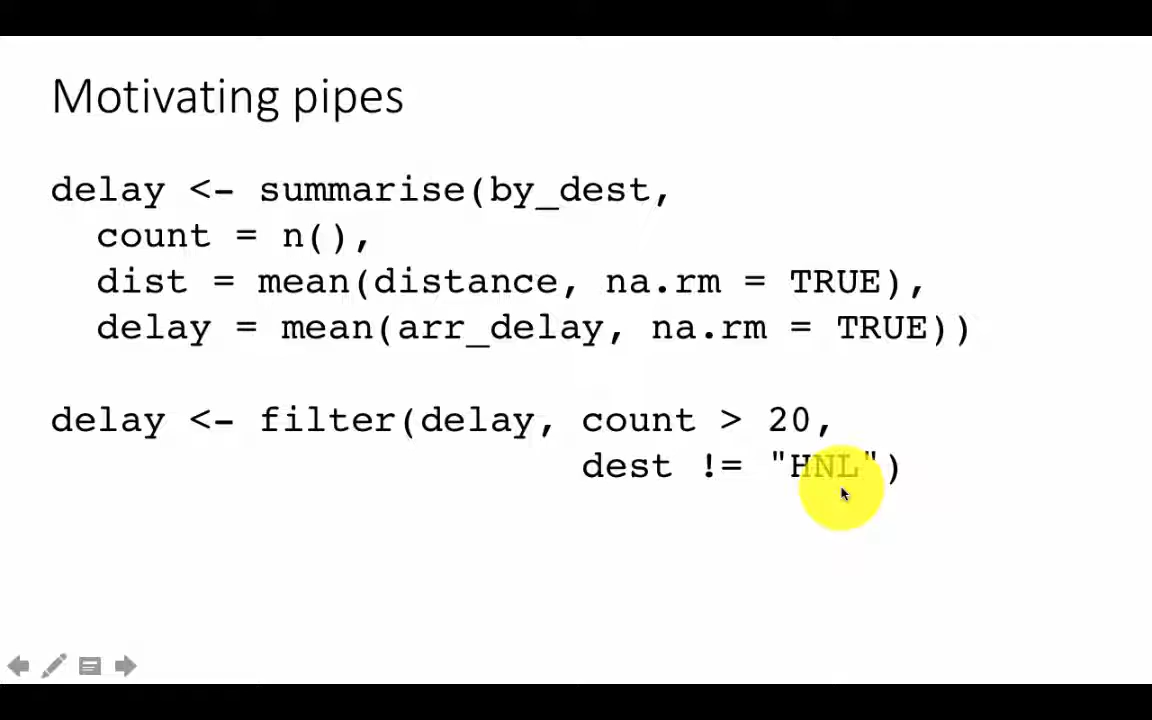 Motivating pipes
delay <- summarise(by_dest,
count = n(),
dist = mean(distance, na.rm = TRUE),
delay = mean(arr_delay, na.rm = TRUE))
delay <- filter(delay, count > 20,
dest != "HNL")